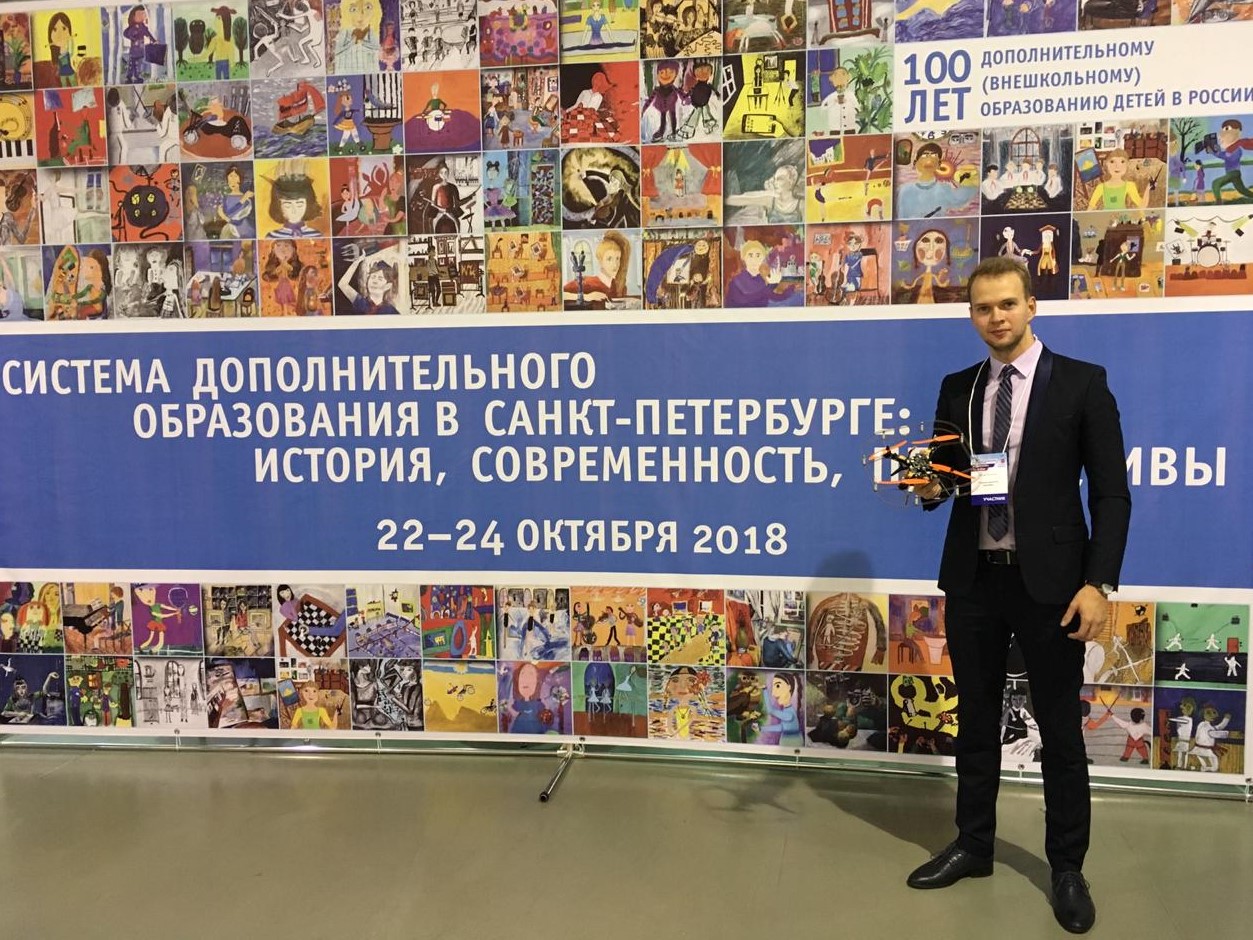 100 ЛЕТ
ДОПОЛНИТЕЛЬНОМУ
(ВНЕШКОЛЬНОМУ)
ОБРАЗОВАНИЮ ДЕТЕЙ В РОССИИ
СИСТЕМА ДОПОЛНИТЕЛЬНОГО
ОБРАЗОВАНИЯ В САНКТ-ПЕТЕРБУРГЕ:
ИСТОРИЯ, СОВРЕМЕННОСТЬ,
22–24 ОКТЯБРЯ 2018
УЧАСТНИК